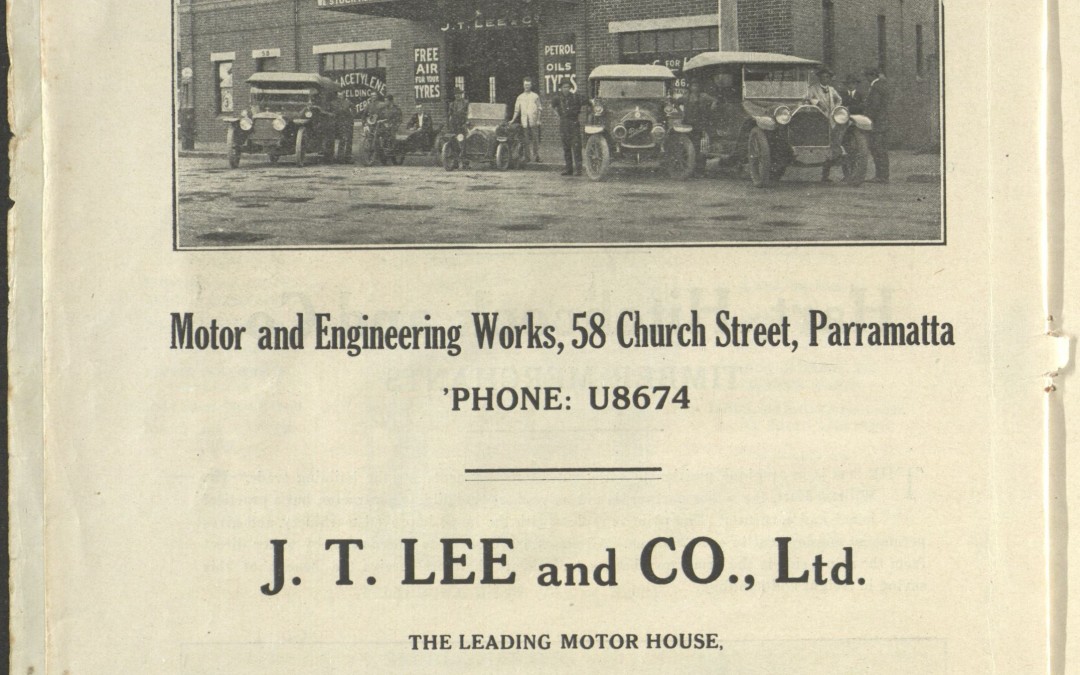 J. T. LEE & CO
58
FREE
AIR
FOR YOUR
TYRES
PETROL
OILS
TYRES
ACETYLENE
WELDING
Motor and Engineering Works, 58 Church Street, Parramatta
'PHONE: U8674
J. T. LEE and CO., Ltd.
THE LEADING MOTOR HOUSE,